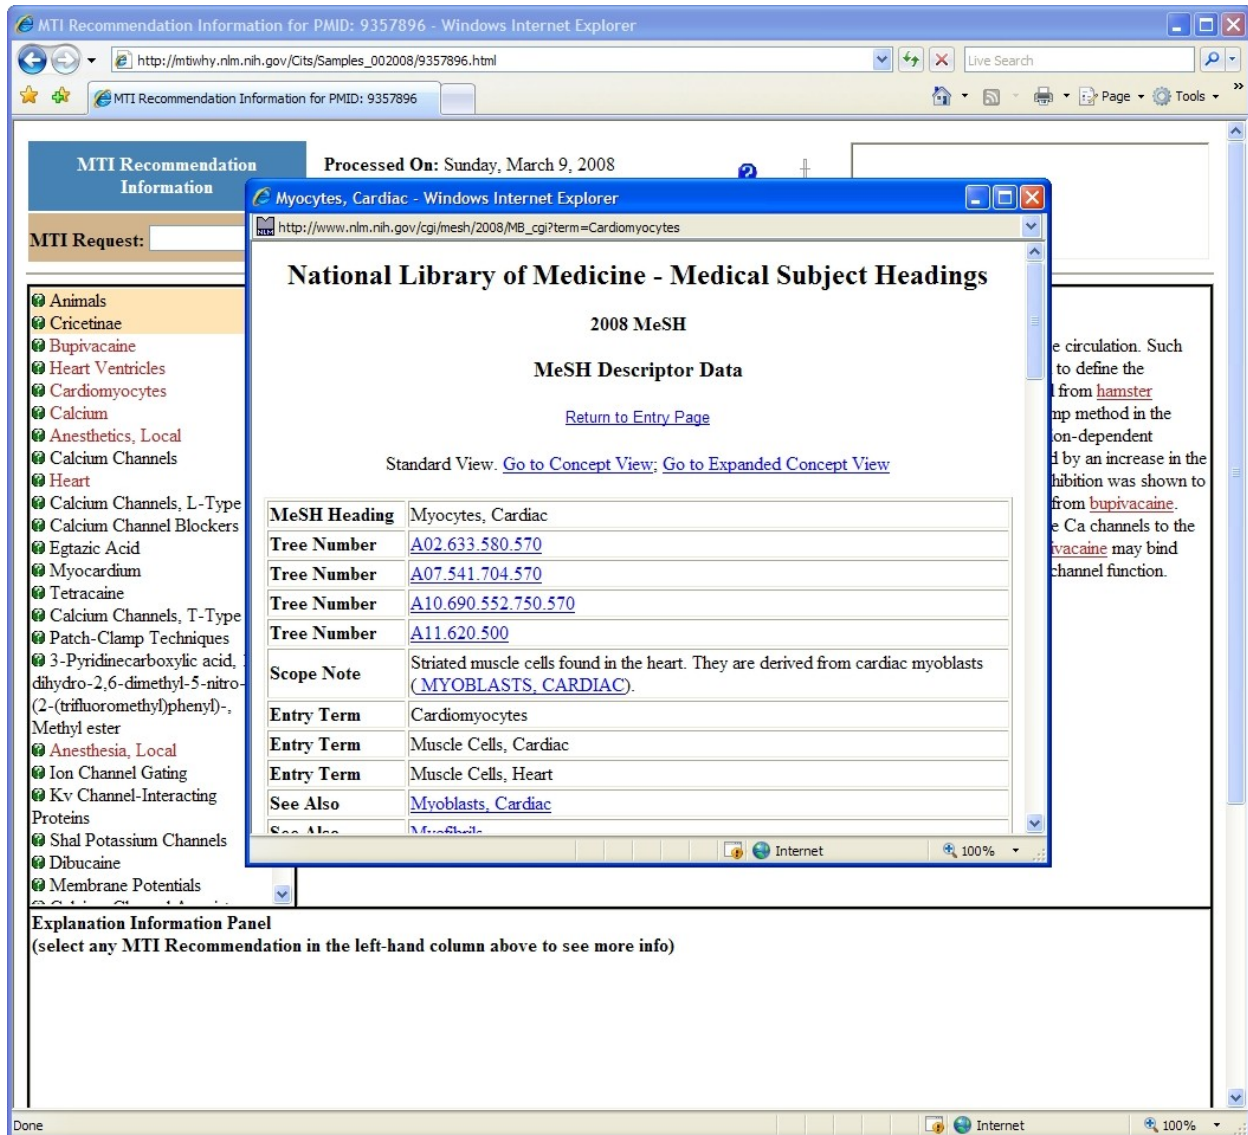 MTI Recommendation Information for PMID: 9357896 - Windows Internet Explorer
http://mtiwhy.nlm.nih.gov/Cits/Samples_002008/9357896.html
Live Search
MTI Recommendation Information for PMID: 9357896
Page
Tools
MTI Recommendation
Information
Processed On: Sunday, March 9, 2008
MTI Request:
Animals
Cricetinae
Bupivacaine
Heart Ventricles
Cardiomyocytes
Calcium
Anesthetics, Local
Calcium Channels
Heart
Calcium Channels, L-Type
Calcium Channel Blockers
Egtazic Acid
Myocardium
Tetracaine
Calcium Channels, T-Type
Patch-Clamp Techniques
3-Pyridinecarboxylic acid,
dihydro-2,6-dimethyl-5-nitro-
(2-(trifluoromethyl)phenyl)-,
Methyl ester
Anesthesia, Local
Ion Channel Gating
Kv Channel-Interacting
Proteins
Shal Potassium Channels
Dibucaine
Membrane Potentials
Myocytes, Cardiac - Windows Internet Explorer
http://www.nlm.nih.gov/cgi/mesh/2008/MB_cgi?term=Cardiomyocytes
National Library of Medicine - Medical Subject Headings
2008 MeSH
MeSH Descriptor Data
Return to Entry Page
Standard View. Go to Concept View; Go to Expanded Concept View
MeSH Heading Myocytes, Cardiac
Tree Number A02.633.580.570
Tree Number A07.541.704.570
Tree Number A10.690.552.750.570
Tree Number A11.620.500
Scope Note Striated muscle cells found in the heart. They are derived from cardiac myoblasts
( MYOBLASTS, CARDIAC).
Entry Term Cardiomyocytes
Entry Term Muscle Cells, Cardiac
Entry Term Muscle Cells, Heart
See Also Myoblasts, Cardiac
See Also Myofibrils
Internet 100%
e circulation. Such
to define the
from hamster
mp method in the
ion-dependent
d by an increase in the
hibition was shown to
from bupivacaine.
e Ca channels to the
ivacaine may bind
channel function.
Explanation Information Panel
(select any MTI Recommendation in the left-hand column above to see more info)
Done
Internet 100%